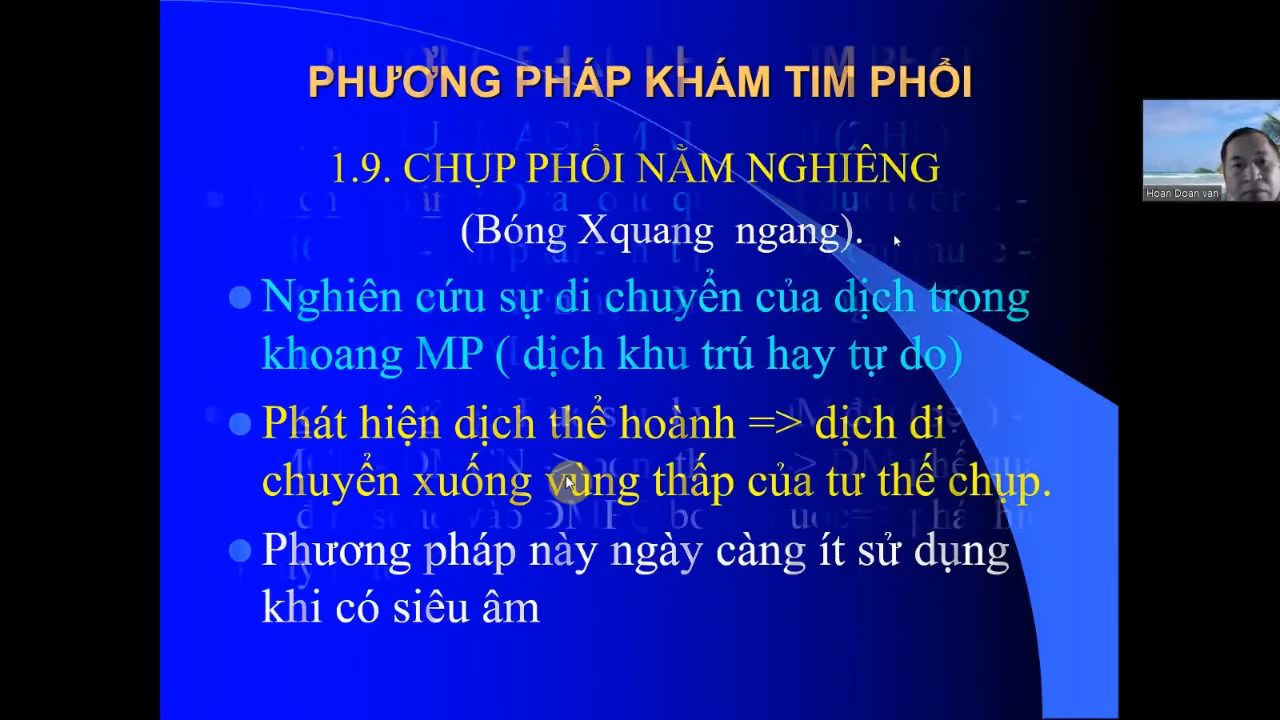 PHƯƠNG PHÁP KHÁM TIM PHỔI
1.9. CHỤP PHỔI NẰM NGHIÊNG
(Bóng Xquang ngang).
Nghiên cứu sự di chuyển của dịch trong
khoang MP ( dịch khu trú hay tự do)
Phát hiện dịch thể hoành => dịch di
chuyển xuống vùng thấp của tư thế chụp.
Phương pháp này ngày càng ít sử dụng
khi có siêu âm
Hoan Doan van